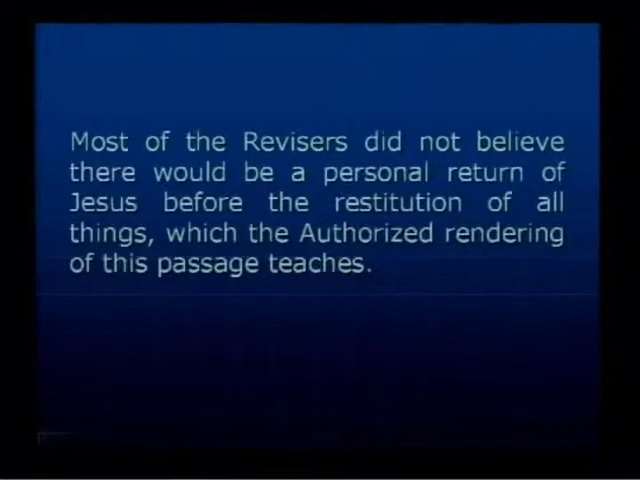 Most of the Revisers did not believe
there would be a personal return of
Jesus before the restitution of all
things, which the Authorized rendering
of this passage teaches.